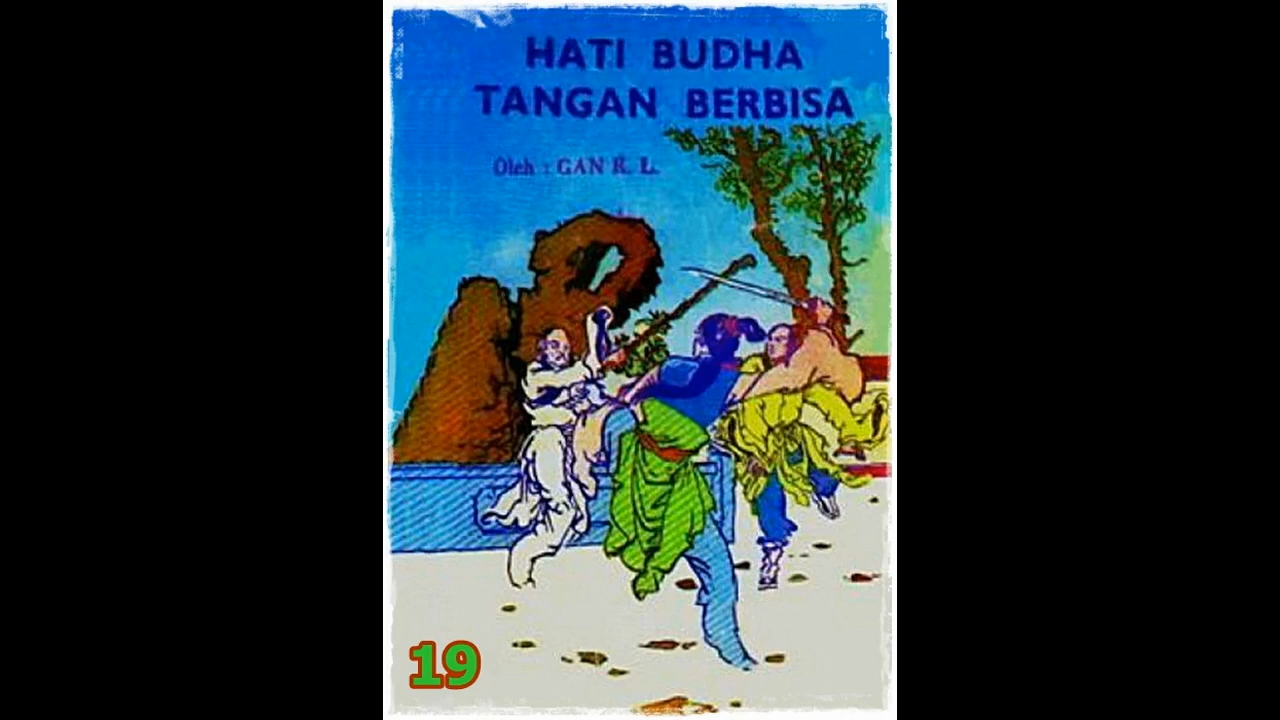 HATI BUDHA
TANGAN BERBISA
Oleh : GAN K. L.
19